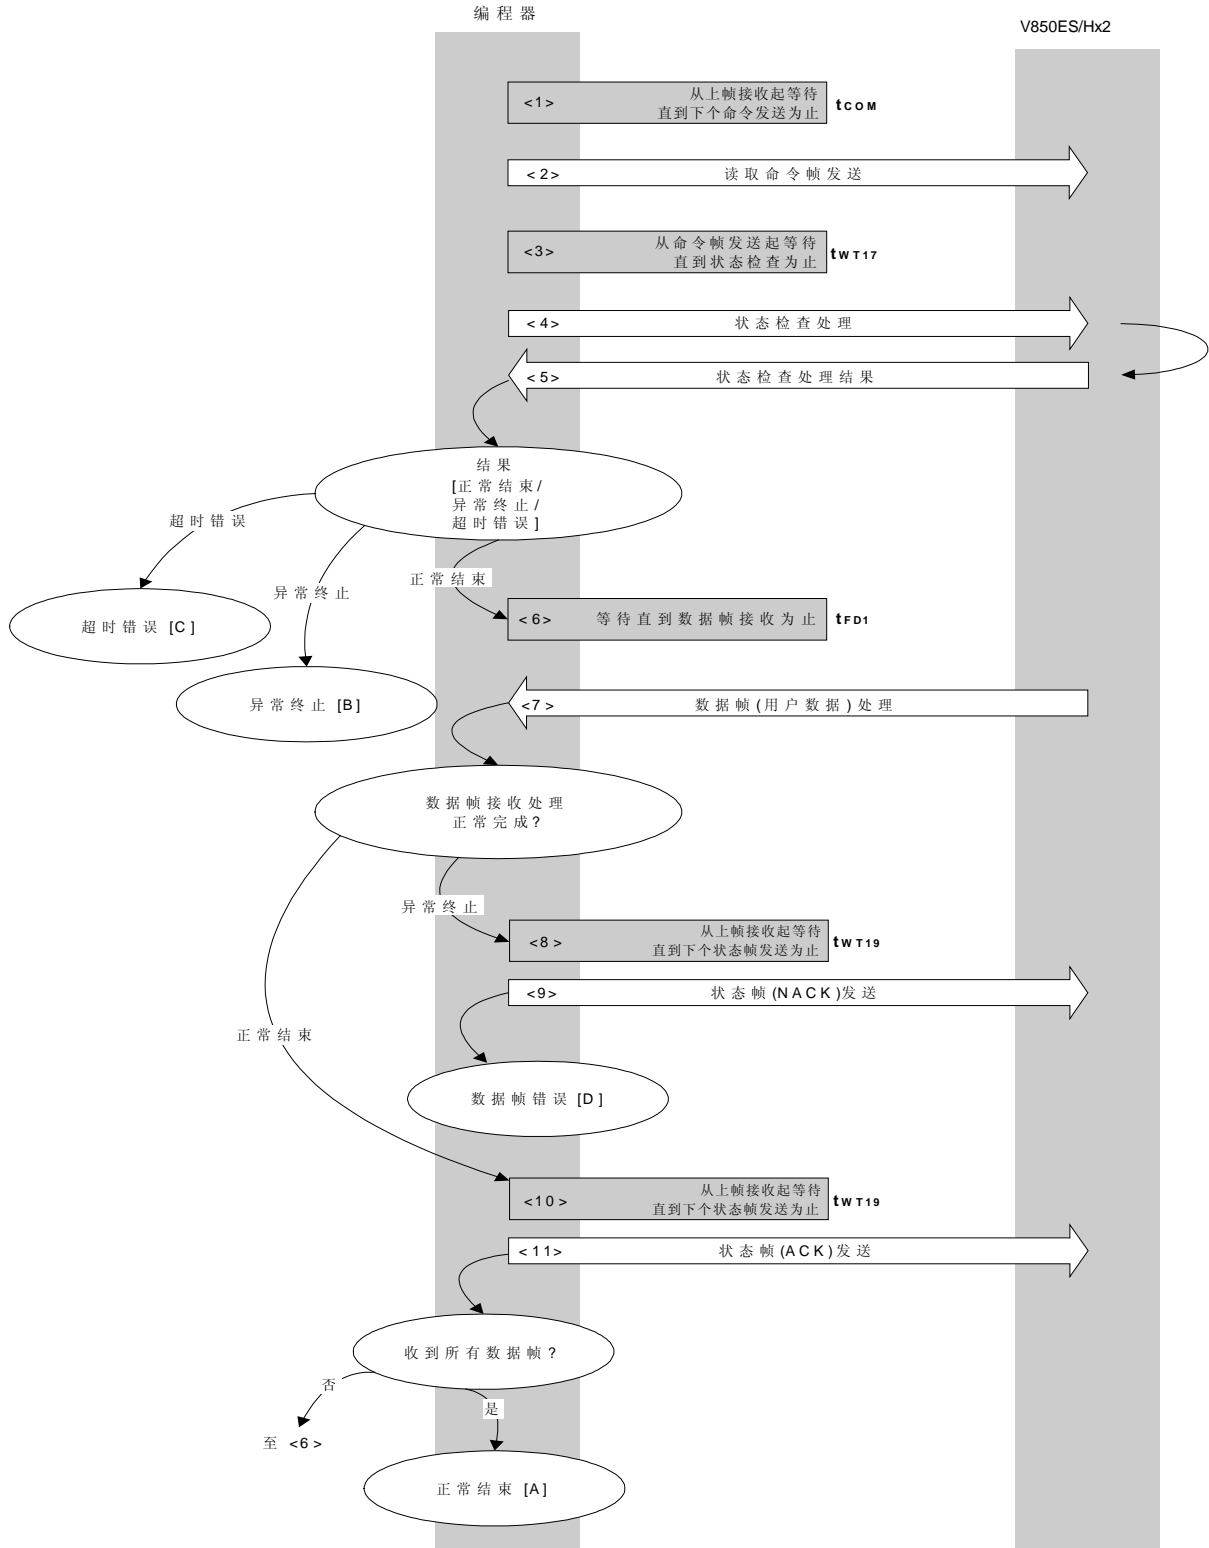 编程器
V850ES/Hx2
<1> 从上帧接收起等待
直到下个命令发送为止
tCOM
<2> 读取命令帧发送
<3> 从命令帧发送起等待
直到状态检查为止
tWT17
<4> 状态检查处理
<5> 状态检查处理结果
结果
[正常结束/
异常终止/
超时错误]
超时错误
异常终止
正常结束
超时错误 [C]
<6> 等待直到数据帧接收为止
tFD1
异常终止 [B]
<7> 数据帧(用户数据)处理
数据帧接收处理
正常完成?
异常终止
<8> 从上帧接收起等待
直到下个状态帧发送为止
tWT19
<9> 状态帧(NACK)发送
正常结束
数据帧错误 [D]
<10> 从上帧接收起等待
直到下个状态帧发送为止
tWT19
<11> 状态帧(ACK)发送
收到所有数据帧?
否
是
至 <6>
正常结束 [A]